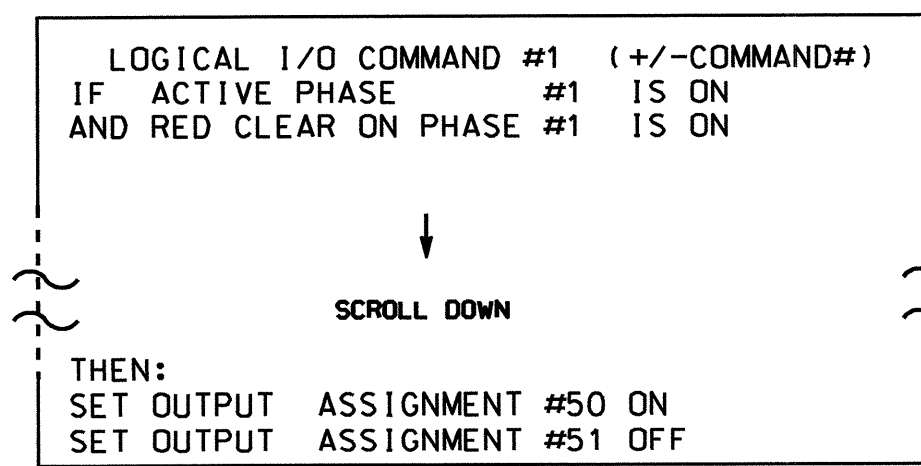 LOGICAL I/O COMMAND #1 (+/-COMMAND#)
IF ACTIVE PHASE #1 IS ON
AND RED CLEAR ON PHASE #1 IS ON
SCROLL DOWN
THEN:
SET OUTPUT ASSIGNMENT #50 ON
SET OUTPUT ASSIGNMENT #51 OFF